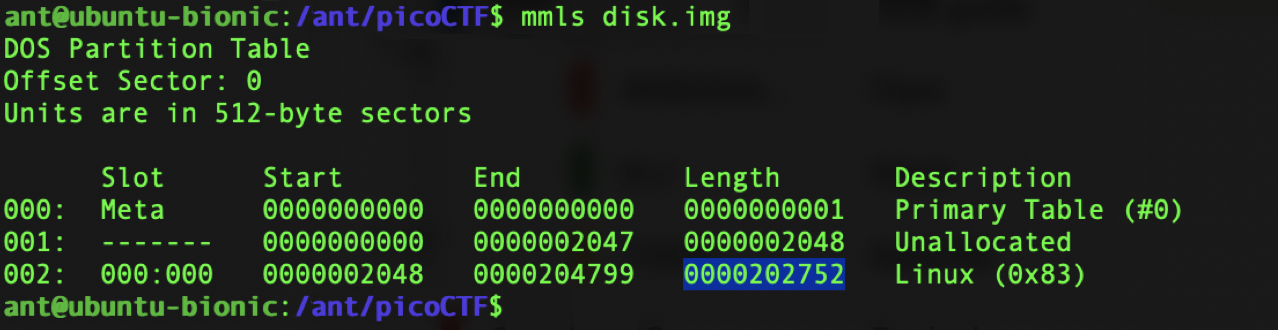 ant@ubuntu-bionic:/ant/picoCTF$ mmls disk.img
DOS Partition Table
Offset Sector: 0
Units are in 512-byte sectors
Slot Start End Length Description
000: Meta 0000000000 0000000000 0000000001 Primary Table (#0)
001: ------- 0000000000 0000002047 0000002048 Unallocated
002: 000:000 0000002048 0000204799 0000202752 Linux (0x83)
ant@ubuntu-bionic:/ant/picoCTF$